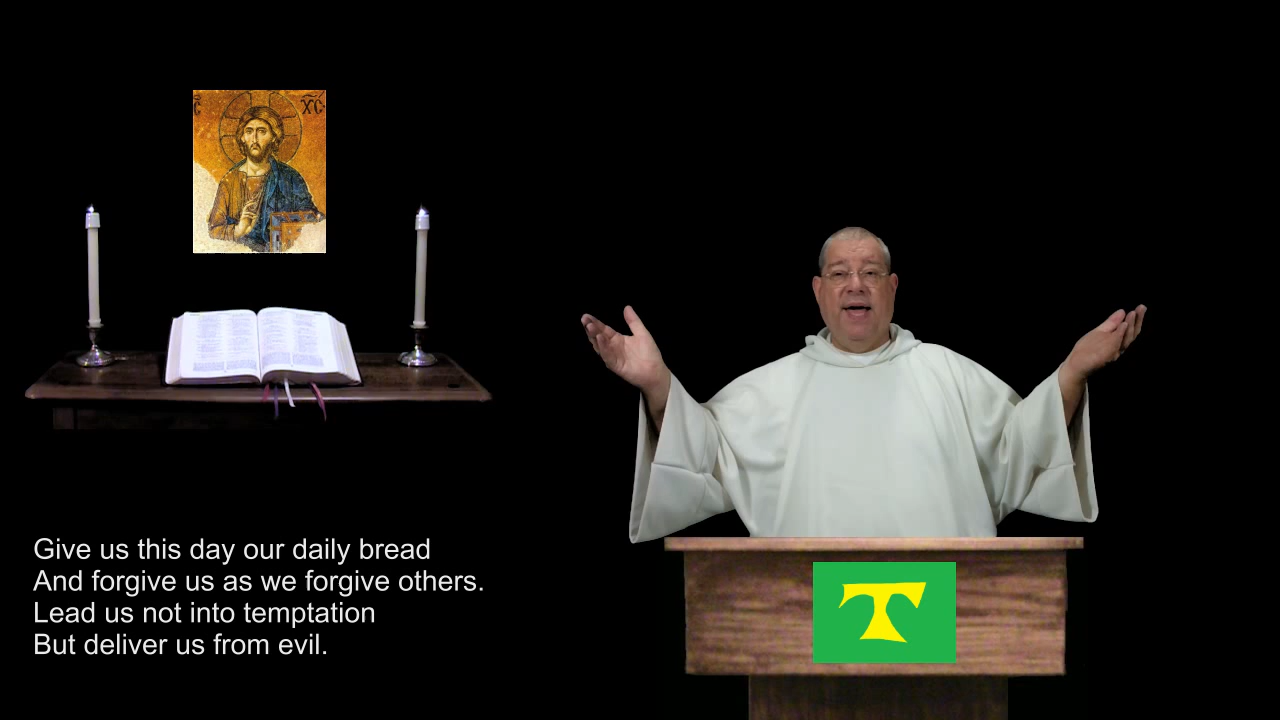 C XC
Give us this day our daily bread
And forgive us as we forgive others.
Lead us not into temptation
But deliver us from evil.
T